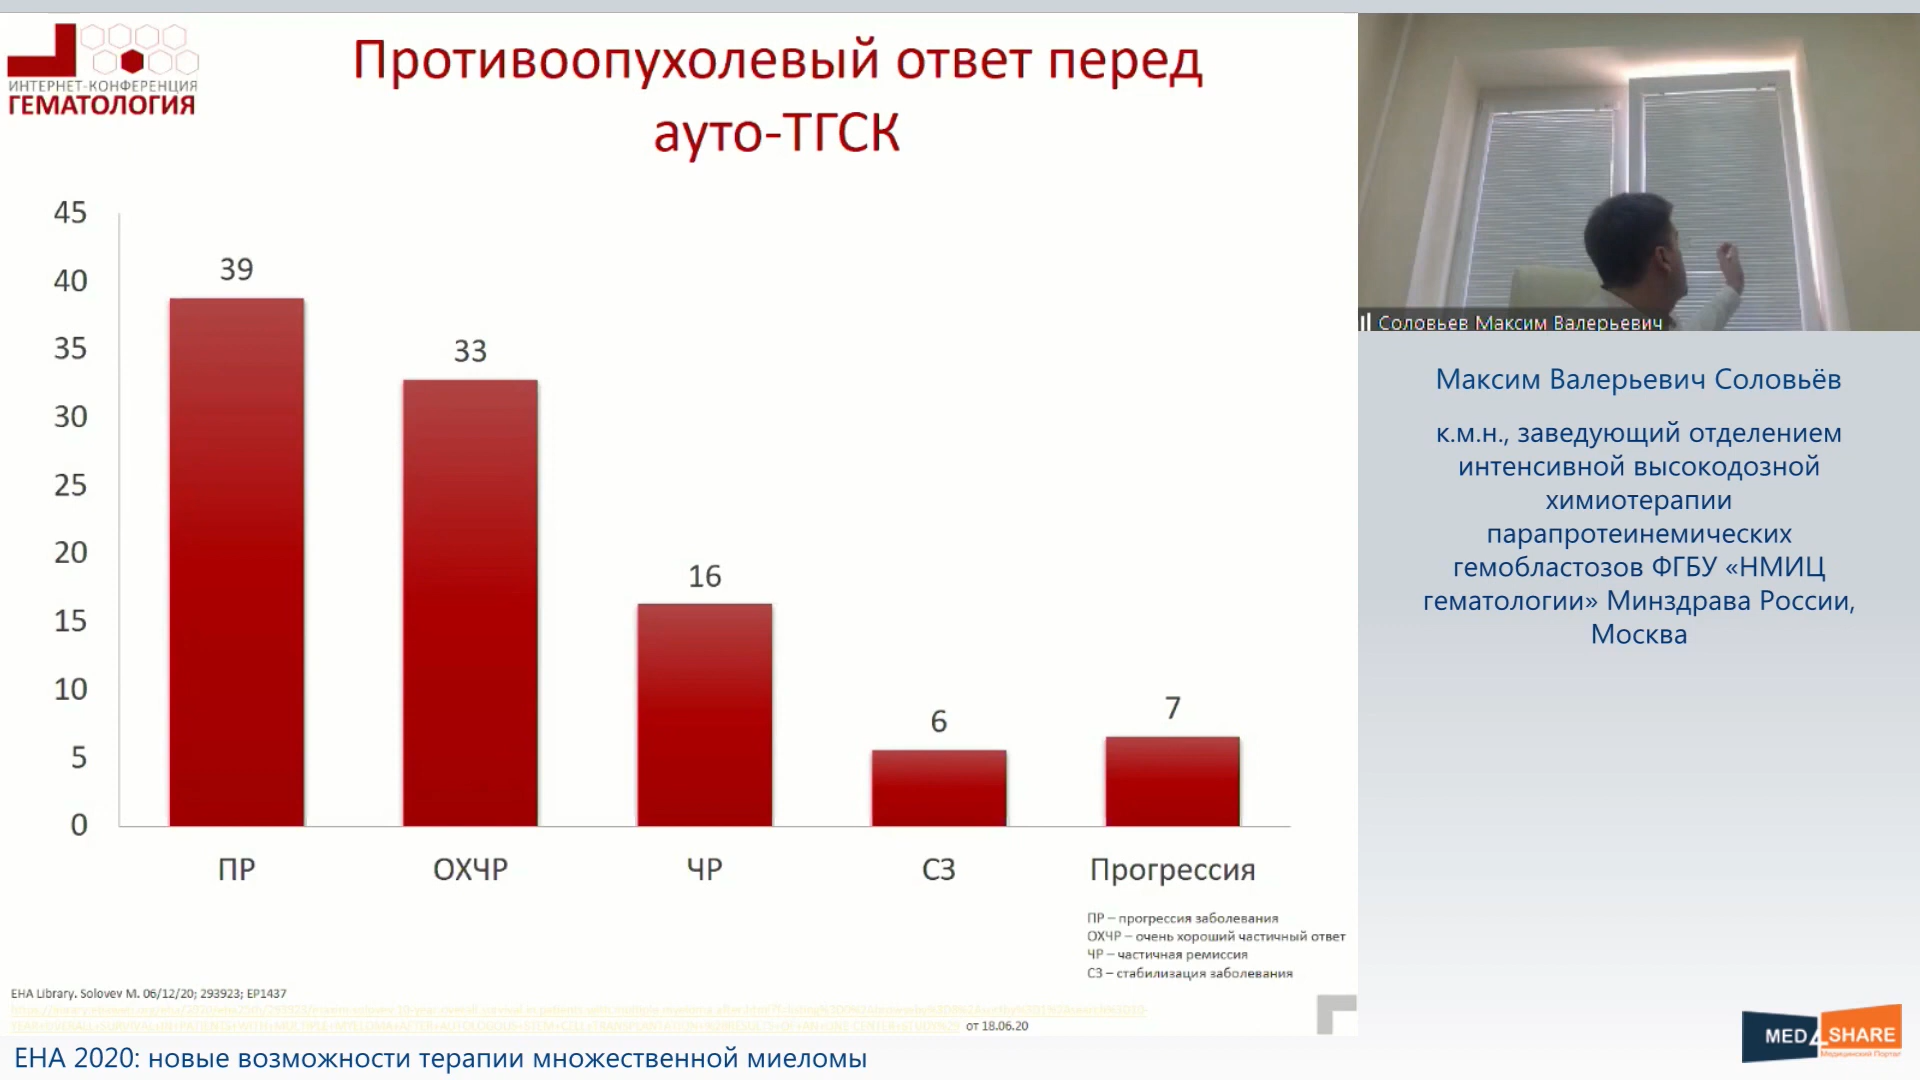 ИНТЕРНЕТ-КОНФЕРЕНЦИЯ
ГЕМАТОЛОГИЯ
Противоопухолевый ответ перед
ауто-ТГСК
45
40
35
30
25
20
15
10
5
0
39
33
16
6
7
ПР
ОХЧР
ЧР
СЗ
Прогрессия
ПР – прогрессия заболевания
ОХЧР – очень хороший частичный ответ
ЧР – частичная ремиссия
СЗ – стабилизация заболевания
EHA Library. Solovev M. 06/12/20; 293923; EP1437
от 18.06.20
Соловьев Максим Валерьевич
Максим Валерьевич Соловьёв
к.м.н., заведующий отделением
интенсивной высокодозной
химиотерапии
парапротеинемических
гемобластозов ФГБУ «НМИЦ
гематологии» Минздрава России,
Москва
MED4SHARE
Медицинский Портал
EHA 2020: новые возможности терапии множественной миеломы